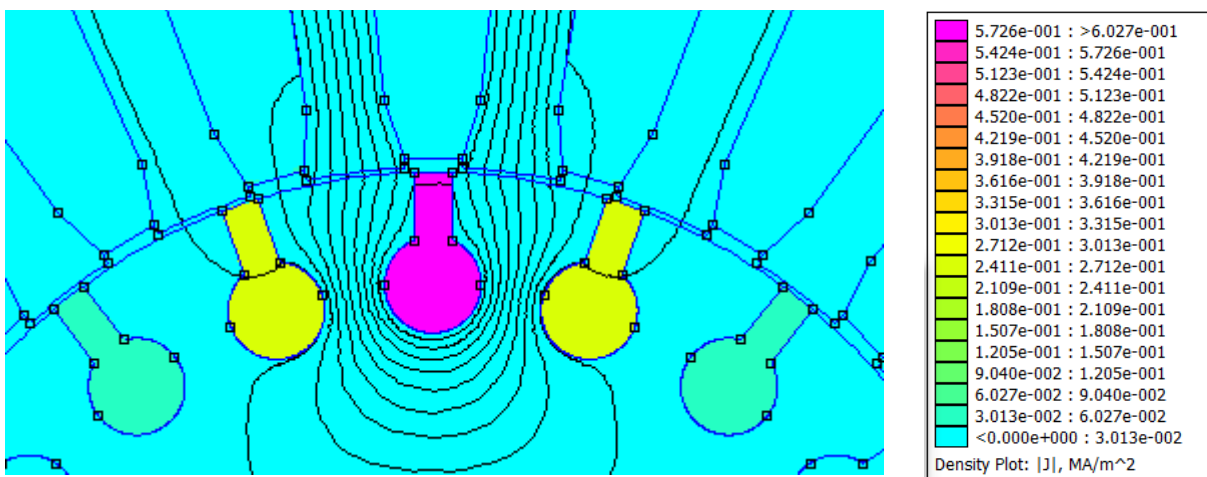 5.726e-001 : >6.027e-001
5.424e-001 : 5.726e-001
5.123e-001 : 5.424e-001
4.822e-001 : 5.123e-001
4.520e-001 : 4.822e-001
4.219e-001 : 4.520e-001
3.918e-001 : 4.219e-001
3.616e-001 : 3.918e-001
3.315e-001 : 3.616e-001
3.013e-001 : 3.315e-001
2.712e-001 : 3.013e-001
2.411e-001 : 2.712e-001
2.109e-001 : 2.411e-001
1.808e-001 : 2.109e-001
1.507e-001 : 1.808e-001
1.205e-001 : 1.507e-001
9.040e-002 : 1.205e-001
6.027e-002 : 9.040e-002
3.013e-002 : 6.027e-002
<0.000e+000 : 3.013e-002
Density Plot: |J|, MA/m^2